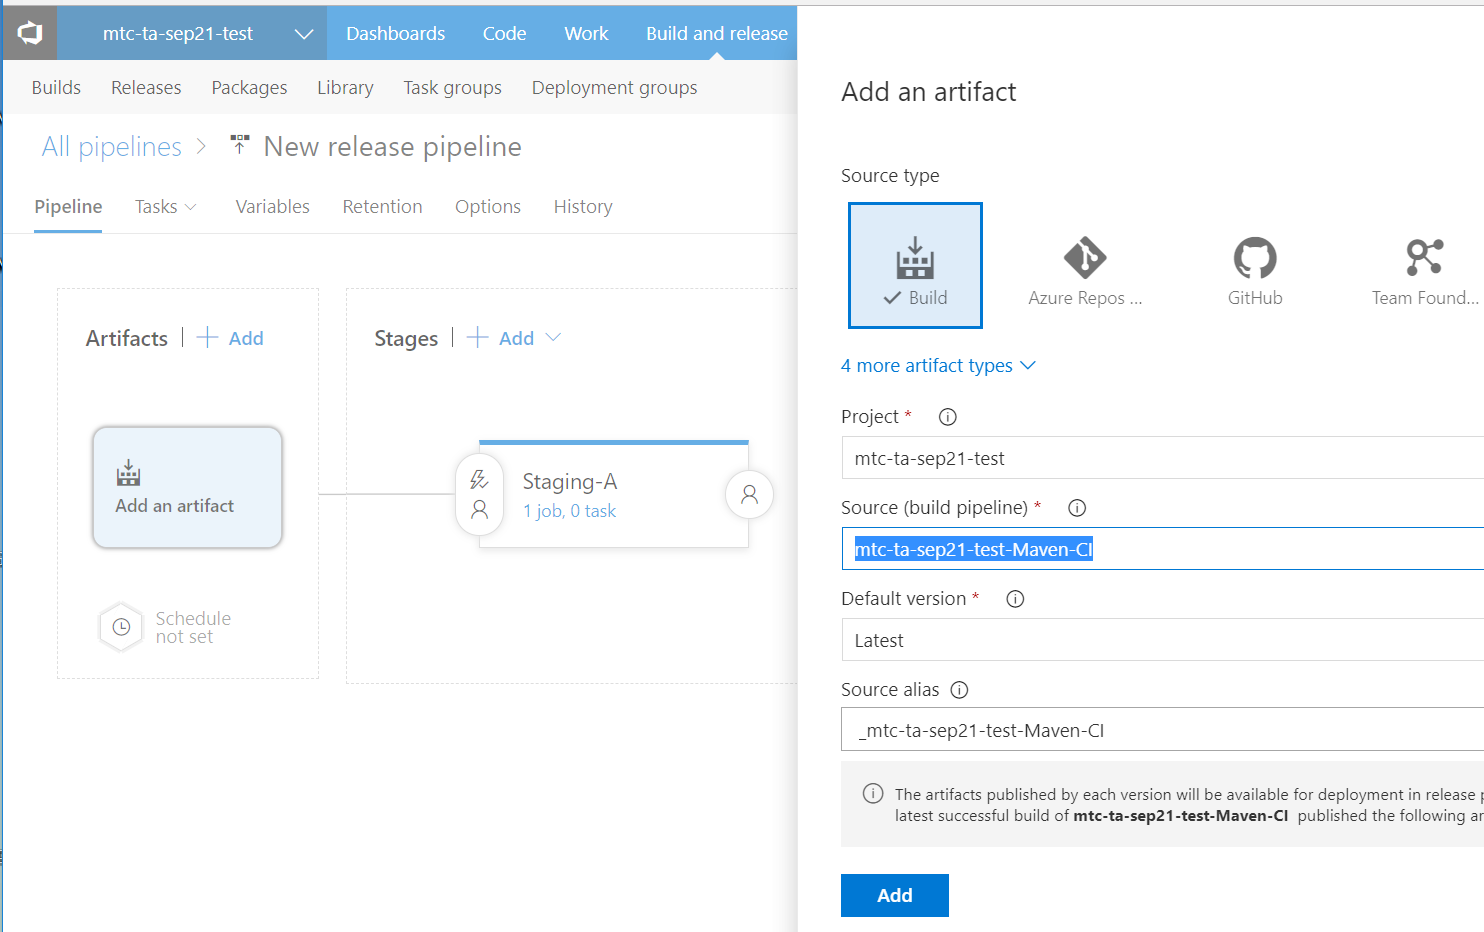 mtc-ta-sep21-test Dashboards Code Work Build and release
Builds Releases Packages Library Task groups Deployment groups
All pipelines > New release pipeline
Pipeline Tasks Variables Retention Options History
Artifacts | + Add
Stages | + Add
Add an artifact
Staging-A
1 job, 0 task
Schedule
not set
Add an artifact
Source type
Build
Azure Repos ...
GitHub
Team Found...
4 more artifact types
Project *
mtc-ta-sep21-test
Source (build pipeline) *
mtc-ta-sep21-test-Maven-CI
Default version *
Latest
Source alias
_mtc-ta-sep21-test-Maven-CI
The artifacts published by each version will be available for deployment in release
latest successful build of mtc-ta-sep21-test-Maven-CI published the following
Add